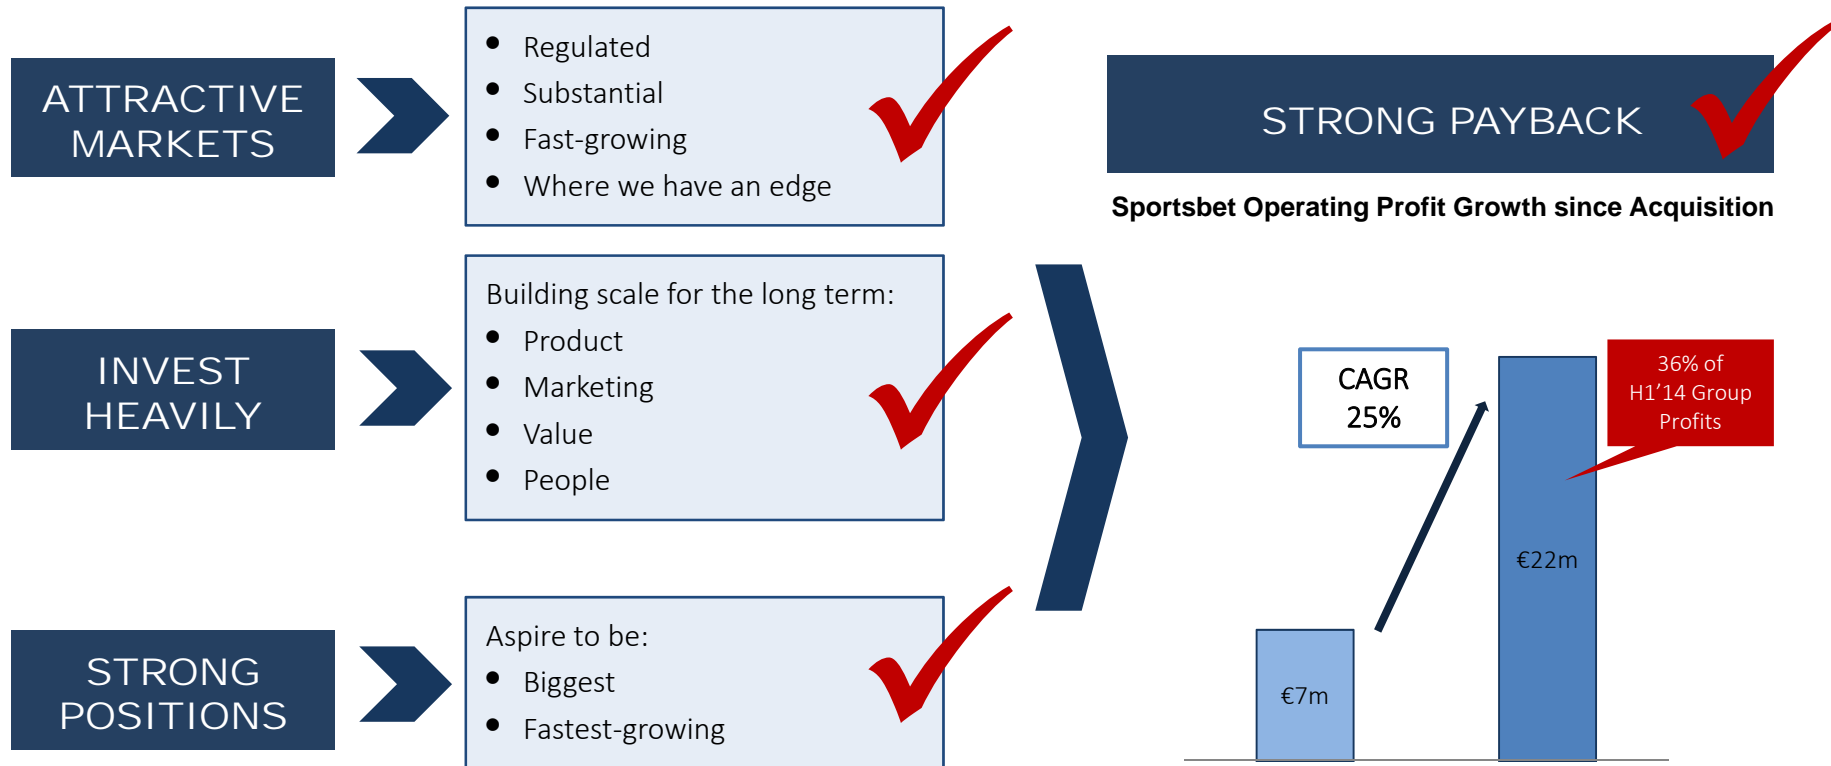 ATTRACTIVE
MARKETS
• Regulated
• Substantial
• Fast-growing
• Where we have an edge
INVEST
HEAVILY
Building scale for the long term:
• Product
• Marketing
• Value
• People
STRONG
POSITIONS
Aspire to be:
• Biggest
• Fastest-growing
STRONG PAYBACK
Sportsbet Operating Profit Growth since Acquisition
CAGR
25%
36% of
H1’14 Group
Profits
€7m
€22m